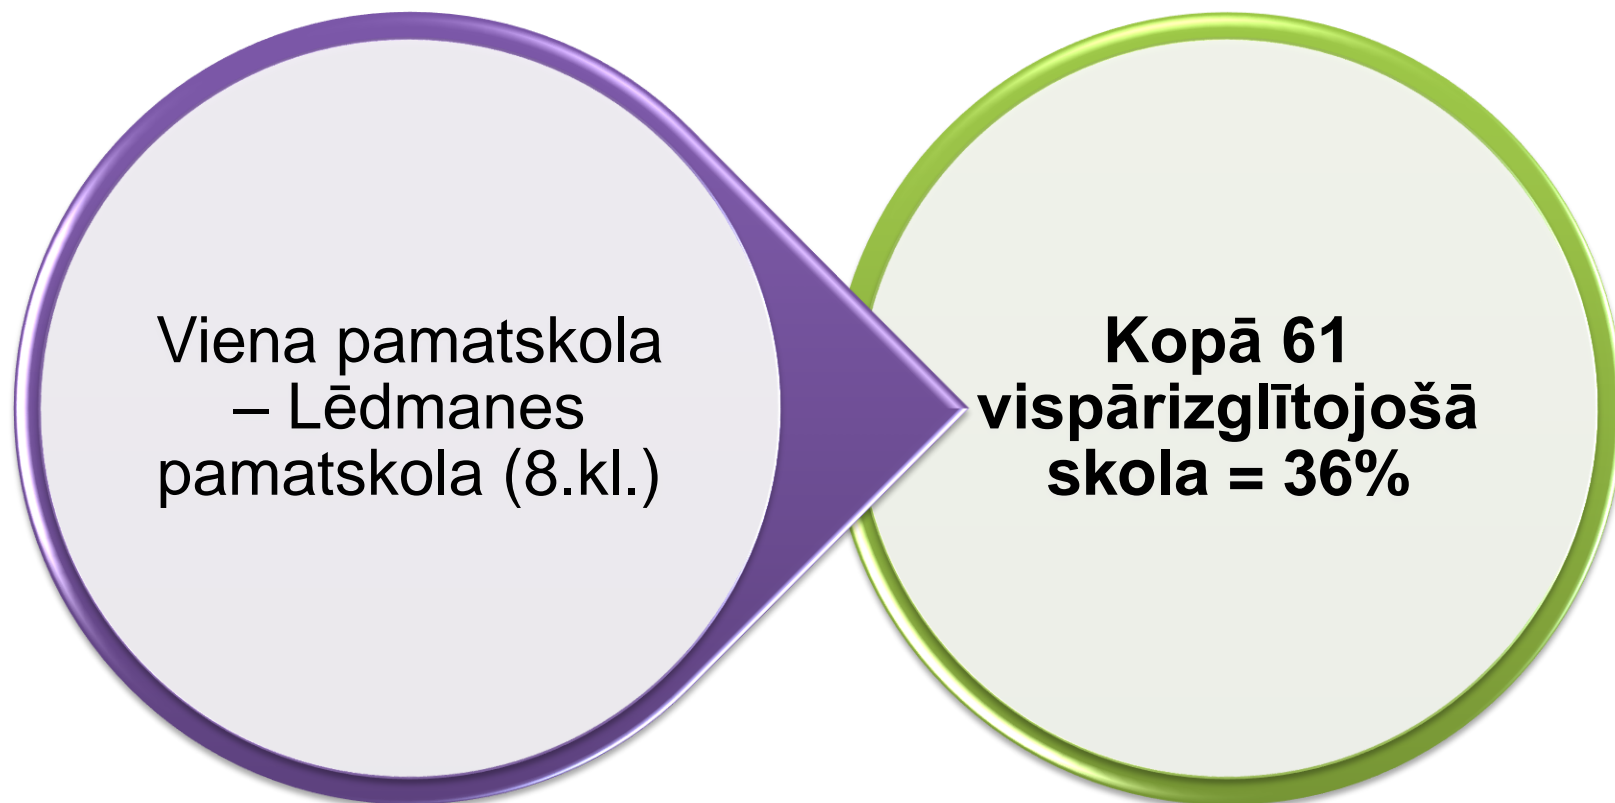 Viena pamatskola
– Lēdmanes
pamatskola (8.kl.)
Kopā 61
vispārizglītojošā
skola = 36%